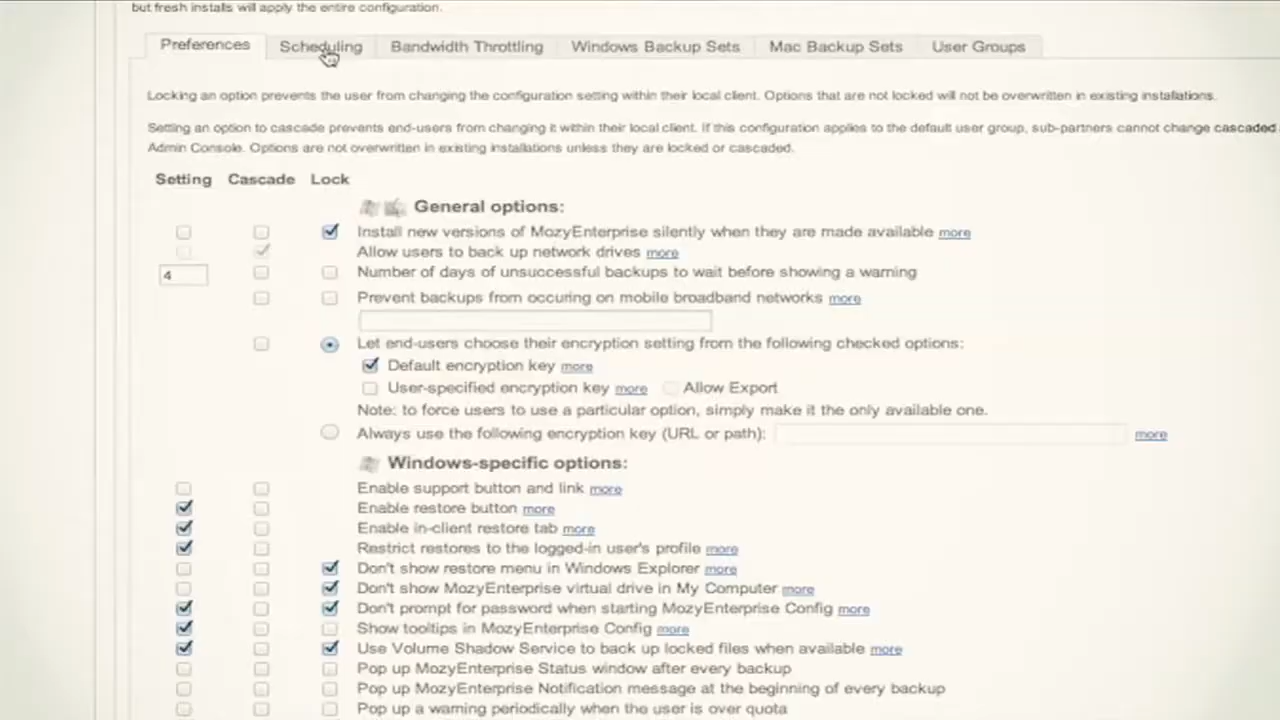 but fresh installs will apply the entire configuration.
Preferences Scheduling Bandwidth Throttling Windows Backup Sets Mac Backup Sets User Groups
Locking an option prevents the user from changing the configuration setting within their local client. Options that are not locked will not be overwritten in existing installations.
Setting an option to cascade prevents end-users from changing it within their local client. If this configuration applies to the default user group, sub-partners cannot change cascaded
Admin Console. Options are not overwritten in existing installations unless they are locked or cascaded.
Setting Cascade Lock
General options:
Install new versions of MozyEnterprise silently when they are made available more
Allow users to back up network drives more
4 Number of days of unsuccessful backups to wait before showing a warning
Prevent backups from occuring on mobile broadband networks more
Let end-users choose their encryption setting from the following checked options:
Default encryption key more
User-specified encryption key more Allow Export
Note: to force users to use a particular option, simply make it the only available one.
Always use the following encryption key (URL or path): more
Windows-specific options:
Enable support button and link more
Enable restore button more
Enable in-client restore tab more
Restrict restores to the logged-in user's profile more
Don't show restore menu in Windows Explorer more
Don't show MozyEnterprise virtual drive in My Computer more
Don't prompt for password when starting MozyEnterprise Config more
Show tooltips in MozyEnterprise Config more
Use Volume Shadow Service to back up locked files when available more
Pop up MozyEnterprise Status window after every backup
Pop up MozyEnterprise Notification message at the beginning of every backup
Pop up a warning periodically when the user is over quota